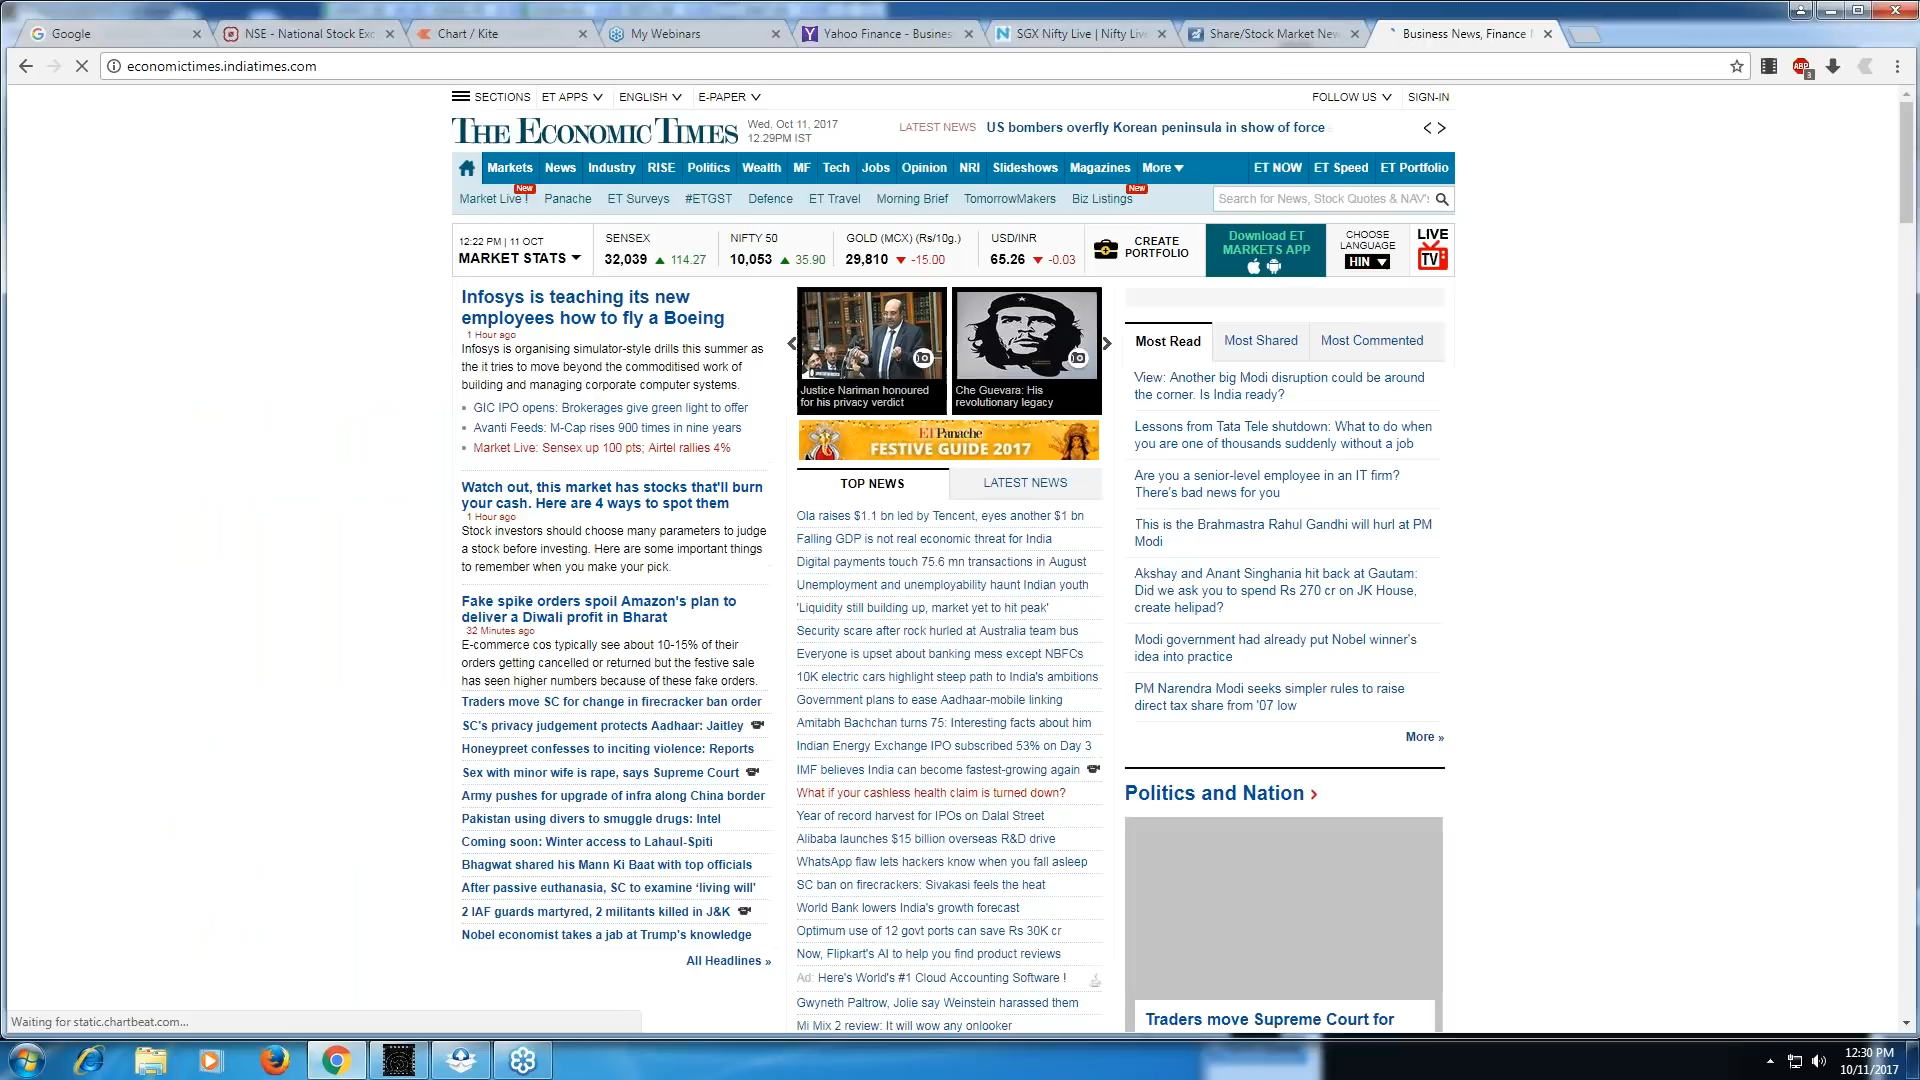 Google
NSE - National Stock Exc
Chart / Kite
My Webinars
Yahoo Finance - Busines
SGX Nifty Live | Nifty Live
Share/Stock Market New
Business News, Finance
economictimes.indiatimes.com
ABP
3
SECTIONS ET APPS ENGLISH E-PAPER
FOLLOW US SIGN-IN
THE ECONOMIC TIMES
Wed, Oct 11, 2017
12.29PM IST
LATEST NEWS US bombers overfly Korean peninsula in show of force
Markets News Industry RISE Politics Wealth MF Tech Jobs Opinion NRI Slideshows Magazines More ET NOW ET Speed ET Portfolio
New
New
Market Live ! Panache ET Surveys #ETGST Defence ET Travel Morning Brief TomorrowMakers Biz Listings
Search for News, Stock Quotes & NAV's
12:22 PM | 11 OCT
MARKET STATS
SENSEX
32,039 114.27
NIFTY 50
10,053 35.90
GOLD (MCX) (Rs/10g.)
29,810 -15.00
USD/INR
65.26 -0.03
CREATE
PORTFOLIO
Download ET
MARKETS APP
CHOOSE
LANGUAGE
HIN
LIVE
TV
Infosys is teaching its new
employees how to fly a Boeing
1 Hour ago
Infosys is organising simulator-style drills this summer as
the it tries to move beyond the commoditised work of
building and managing corporate computer systems.
GIC IPO opens: Brokerages give green light to offer
Avanti Feeds: M-Cap rises 900 times in nine years
Market Live: Sensex up 100 pts; Airtel rallies 4%
Watch out, this market has stocks that'll burn
your cash. Here are 4 ways to spot them
1 Hour ago
Stock investors should choose many parameters to judge
a stock before investing. Here are some important things
to remember when you make your pick.
Fake spike orders spoil Amazon's plan to
deliver a Diwali profit in Bharat
32 Minutes ago
E-commerce cos typically see about 10-15% of their
orders getting cancelled or returned but the festive sale
has seen higher numbers because of these fake orders.
Traders move SC for change in firecracker ban order
SC's privacy judgement protects Aadhaar: Jaitley
Honeypreet confesses to inciting violence: Reports
Sex with minor wife is rape, says Supreme Court
Army pushes for upgrade of infra along China border
Pakistan using divers to smuggle drugs: Intel
Coming soon: Winter access to Lahaul-Spiti
Bhagwat shared his Mann Ki Baat with top officials
After passive euthanasia, SC to examine ‘living will’
2 IAF guards martyred, 2 militants killed in J&K
Nobel economist takes a jab at Trump's knowledge
All Headlines »
Justice Nariman honoured
for his privacy verdict
Che Guevara: His
revolutionary legacy
ETPanache
FESTIVE GUIDE 2017
TOP NEWS LATEST NEWS
Ola raises $1.1 bn led by Tencent, eyes another $1 bn
Falling GDP is not real economic threat for India
Digital payments touch 75.6 mn transactions in August
Unemployment and unemployability haunt Indian youth
'Liquidity still building up, market yet to hit peak'
Security scare after rock hurled at Australia team bus
Everyone is upset about banking mess except NBFCs
10K electric cars highlight steep path to India's ambitions
Government plans to ease Aadhaar-mobile linking
Amitabh Bachchan turns 75: Interesting facts about him
Indian Energy Exchange IPO subscribed 53% on Day 3
IMF believes India can become fastest-growing again
What if your cashless health claim is turned down?
Year of record harvest for IPOs on Dalal Street
Alibaba launches $15 billion overseas R&D drive
WhatsApp flaw lets hackers know when you fall asleep
SC ban on firecrackers: Sivakasi feels the heat
World Bank lowers India's growth forecast
Optimum use of 12 govt ports can save Rs 30K cr
Now, Flipkart's AI to help you find product reviews
Ad: Here's World's #1 Cloud Accounting Software !
Gwyneth Paltrow, Jolie say Weinstein harassed them
Mi Mix 2 review: It will wow any onlooker
Most Read Most Shared Most Commented
View: Another big Modi disruption could be around
the corner. Is India ready?
Lessons from Tata Tele shutdown: What to do when
you are one of thousands suddenly without a job
Are you a senior-level employee in an IT firm?
There's bad news for you
This is the Brahmastra Rahul Gandhi will hurl at PM
Modi
Akshay and Anant Singhania hit back at Gautam:
Did we ask you to spend Rs 270 cr on JK House,
create helipad?
Modi government had already put Nobel winner's
idea into practice
PM Narendra Modi seeks simpler rules to raise
direct tax share from '07 low
More »
Politics and Nation ›
Traders move Supreme Court for
Waiting for static.chartbeat.com...
12:30 PM
10/11/2017